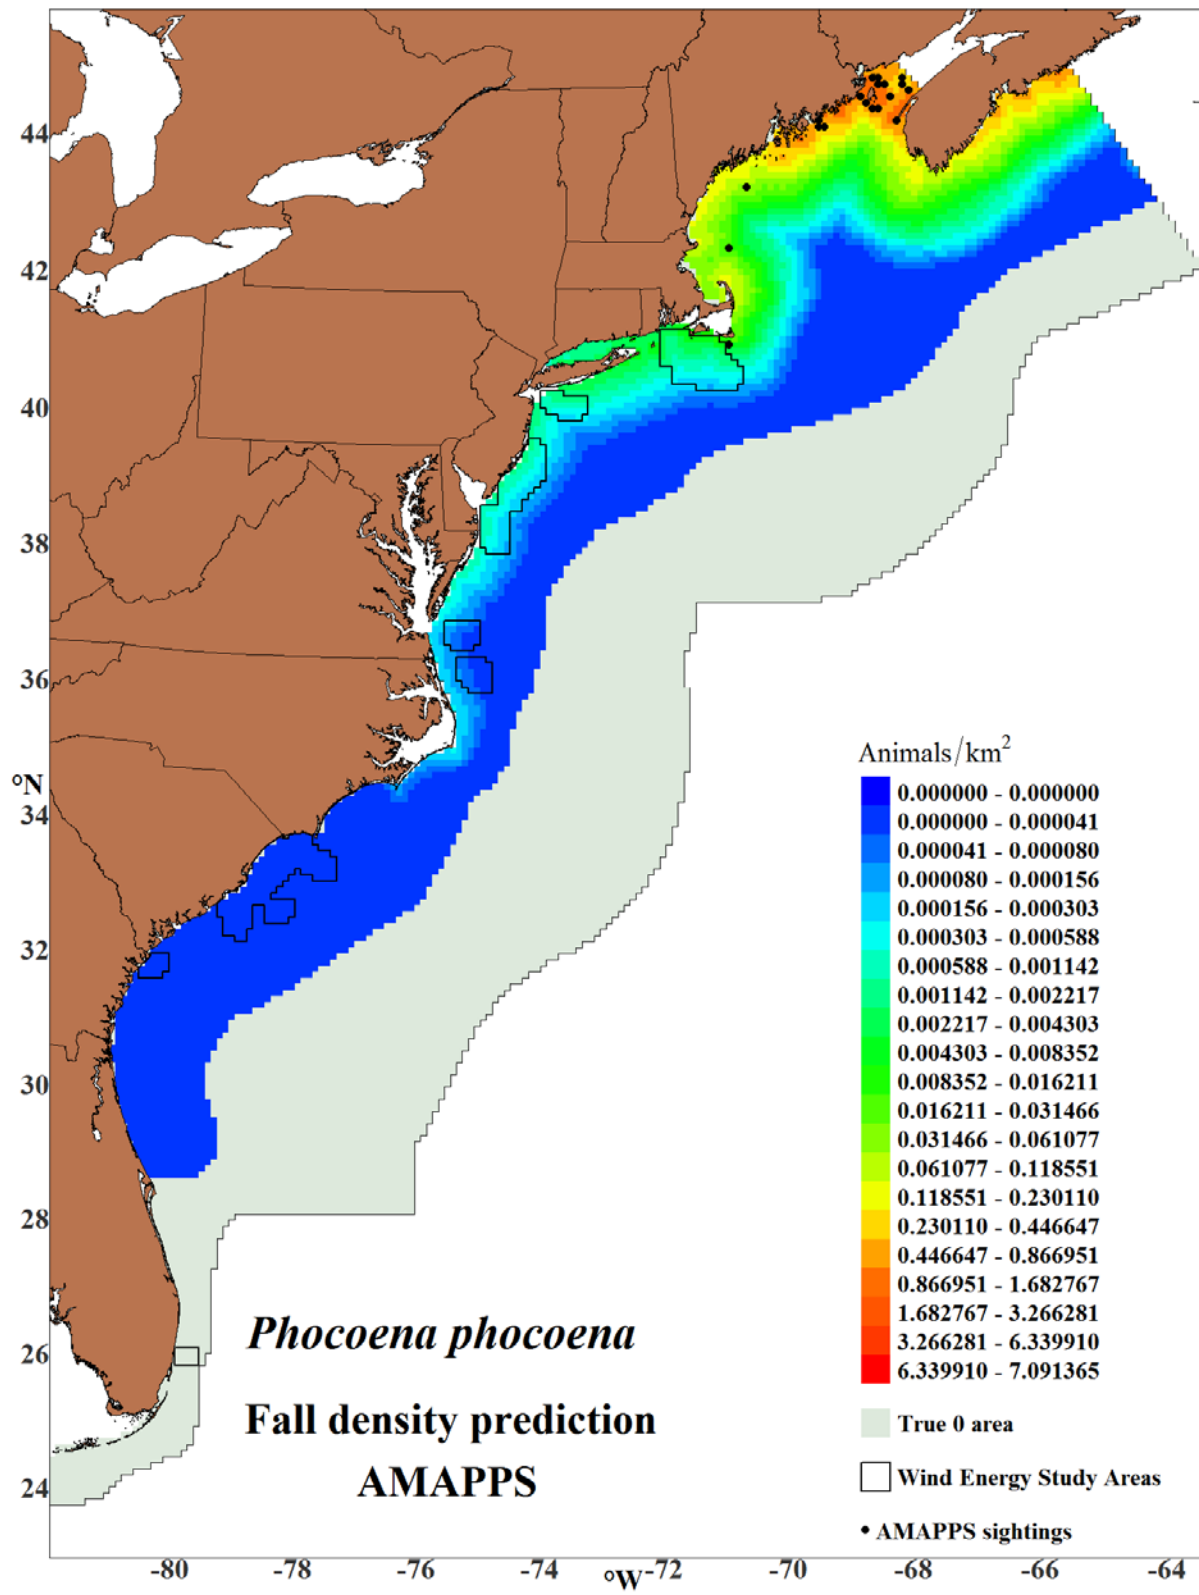 44
42
40
38
36
°N
34
32
30
28
26
24
Animals/km²
0.000000 - 0.000000
0.000000 - 0.000041
0.000041 - 0.000080
0.000080 - 0.000156
0.000156 - 0.000303
0.000303 - 0.000588
0.000588 - 0.001142
0.001142 - 0.002217
0.002217 - 0.004303
0.004303 - 0.008352
0.008352 - 0.016211
0.016211 - 0.031466
0.031466 - 0.061077
0.061077 - 0.118551
0.118551 - 0.230110
0.230110 - 0.446647
0.446647 - 0.866951
0.866951 - 1.682767
1.682767 - 3.266281
3.266281 - 6.339910
6.339910 - 7.091365
True 0 area
Wind Energy Study Areas
AMAPPS sightings
Phocoena phocoena
Fall density prediction
AMAPPS
-80 -78 -76 -74 °W -72 -70 -68 -66 -64